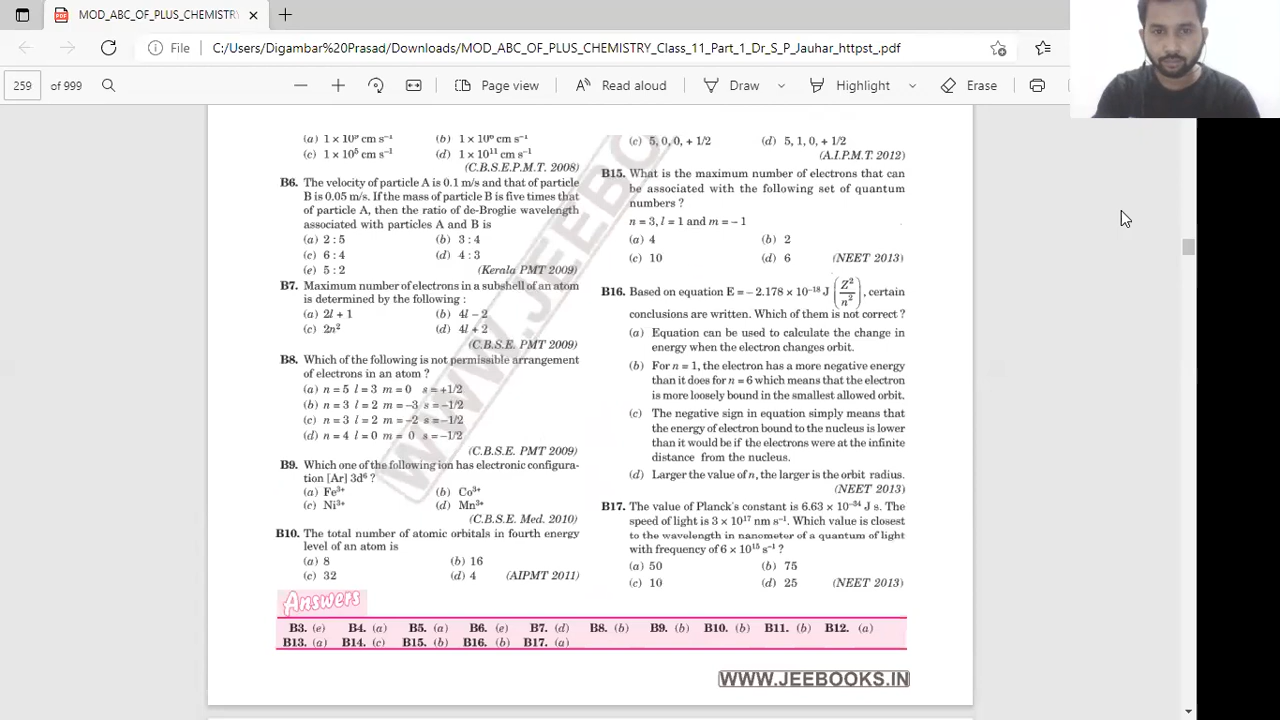 MOD_ABC_OF_PLUS_CHEMISTRY
File
C:/Users/Digambar%20Prasad/Downloads/MOD_ABC_OF_PLUS_CHEMISTRY_Class_11_Part_1_Dr_S_P_Jauhar_httpst_.pdf
259 of 999
Page view
Read aloud
Draw
Highlight
Erase
(a) 1 × 10⁹ cm s⁻¹ (b) 1 × 10⁶ cm s⁻¹
(c) 1 × 10⁵ cm s⁻¹ (d) 1 × 10¹¹ cm s⁻¹
(C.B.S.E.P.M.T. 2008)
B6. The velocity of particle A is 0.1 m/s and that of particle
B is 0.05 m/s. If the mass of particle B is five times that
of particle A, then the ratio of de-Broglie wavelength
associated with particles A and B is
(a) 2 : 5 (b) 3 : 4
(c) 6 : 4 (d) 4 : 3
(e) 5 : 2 (Kerala PMT 2009)
B7. Maximum number of electrons in a subshell of an atom
is determined by the following :
(a) 2l + 1 (b) 4l – 2
(c) 2n² (d) 4l + 2
(C.B.S.E. PMT 2009)
B8. Which of the following is not permissible arrangement
of electrons in an atom ?
(a) n = 5 l = 3 m = 0 s = +1/2
(b) n = 3 l = 2 m = –3 s = –1/2
(c) n = 3 l = 2 m = –2 s = –1/2
(d) n = 4 l = 0 m = 0 s = –1/2
(C.B.S.E. PMT 2009)
B9. Which one of the following ion has electronic configura-
tion [Ar] 3d⁶ ?
(a) Fe³⁺ (b) Co³⁺
(c) Ni³⁺ (d) Mn³⁺
(C.B.S.E. Med. 2010)
B10. The total number of atomic orbitals in fourth energy
level of an atom is
(a) 8 (b) 16
(c) 32 (d) 4 (AIPMT 2011)
(c) 5, 0, 0, + 1/2 (d) 5, 1, 0, + 1/2
(A.I.P.M.T. 2012)
B15. What is the maximum number of electrons that can
be associated with the following set of quantum
numbers ?
n = 3, l = 1 and m = – 1
(a) 4 (b) 2
(c) 10 (d) 6 (NEET 2013)
B16. Based on equation E = – 2.178 × 10⁻¹⁸ J (Z²/n²), certain
conclusions are written. Which of them is not correct ?
(a) Equation can be used to calculate the change in
energy when the electron changes orbit.
(b) For n = 1, the electron has a more negative energy
than it does for n = 6 which means that the electron
is more loosely bound in the smallest allowed orbit.
(c) The negative sign in equation simply means that
the energy of electron bound to the nucleus is lower
than it would be if the electrons were at the infinite
distance from the nucleus.
(d) Larger the value of n, the larger is the orbit radius.
(NEET 2013)
B17. The value of Planck's constant is 6.63 × 10⁻³⁴ J s. The
speed of light is 3 × 10¹⁷ nm s⁻¹. Which value is closest
to the wavelength in nanometer of a quantum of light
with frequency of 6 × 10¹⁵ s⁻¹ ?
(a) 50 (b) 75
(c) 10 (d) 25 (NEET 2013)
Answers
B3. (e) B4. (a) B5. (a) B6. (e) B7. (d) B8. (b) B9. (b) B10. (b) B11. (b) B12. (a)
B13. (a) B14. (c) B15. (b) B16. (b) B17. (a)
WWW.JEEBOOKS.IN
WWW.JEEBO